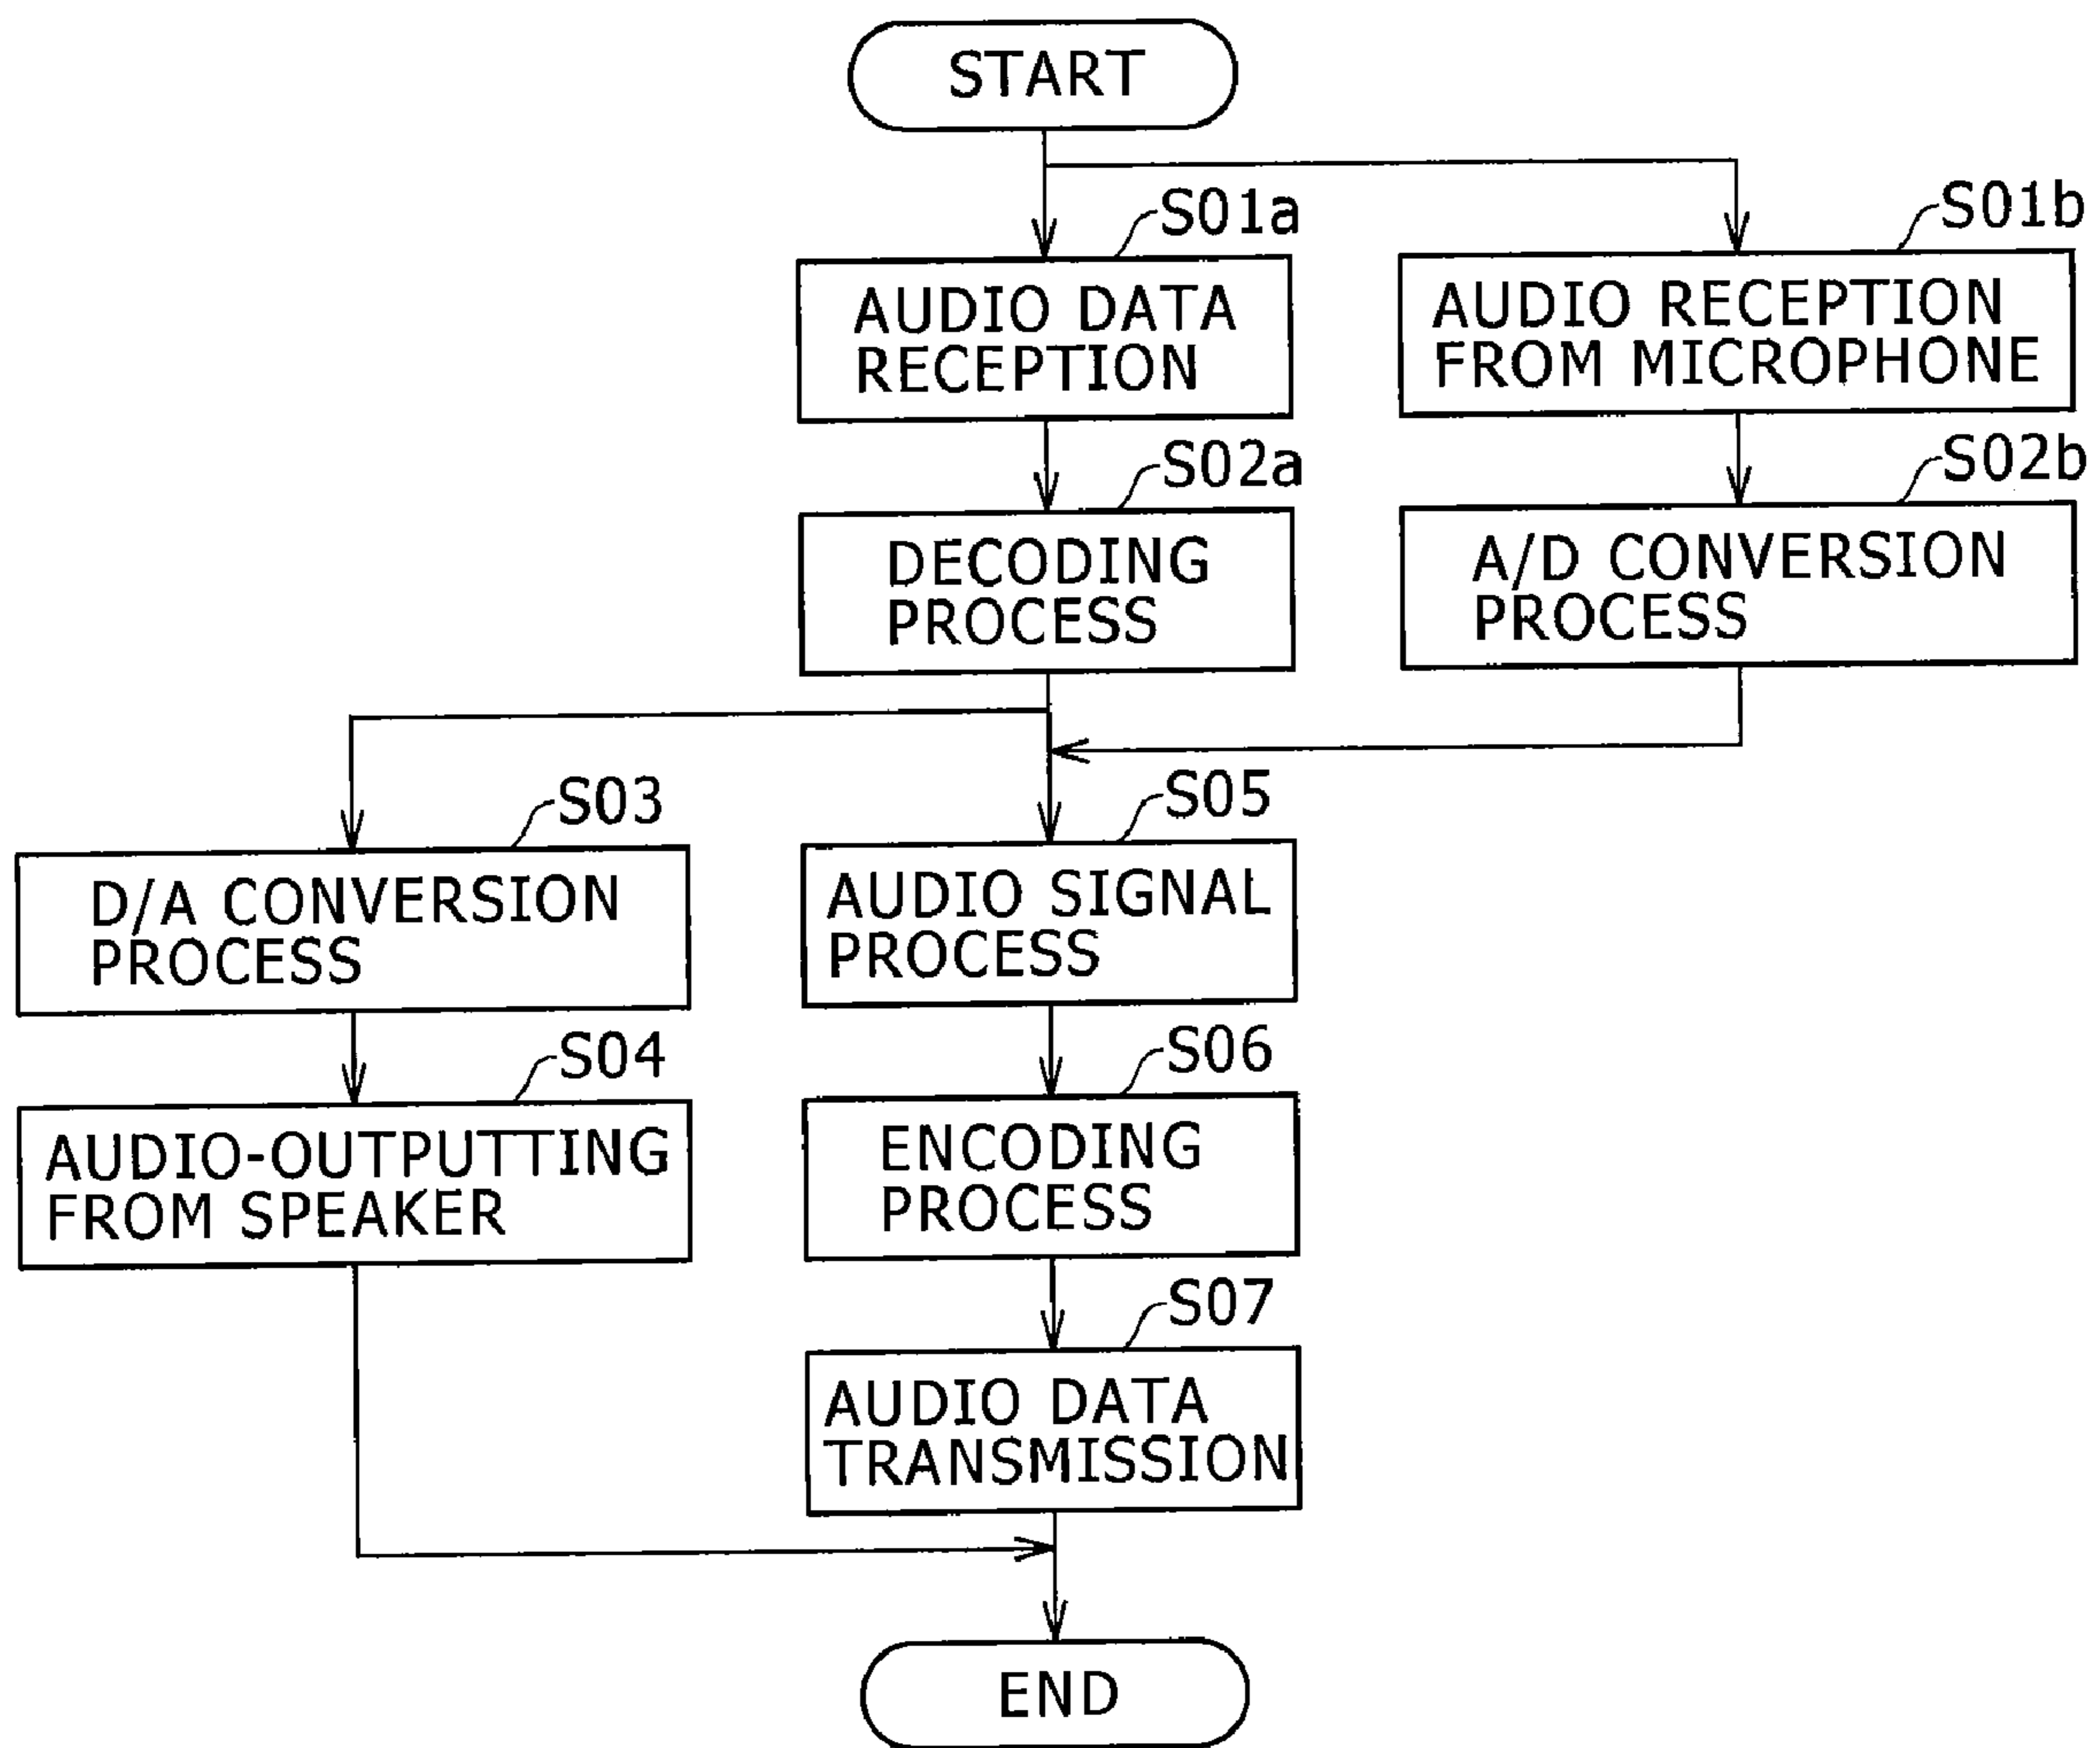 START
S01a
S01b
AUDIO DATA
RECEPTION
AUDIO RECEPTION
FROM MICROPHONE
S02a
S02b
DECODING
PROCESS
A/D CONVERSION
PROCESS
S03
S05
D/A CONVERSION
PROCESS
AUDIO SIGNAL
PROCESS
S04
S06
AUDIO-OUTPUTTING
FROM SPEAKER
ENCODING
PROCESS
S07
AUDIO DATA
TRANSMISSION
END